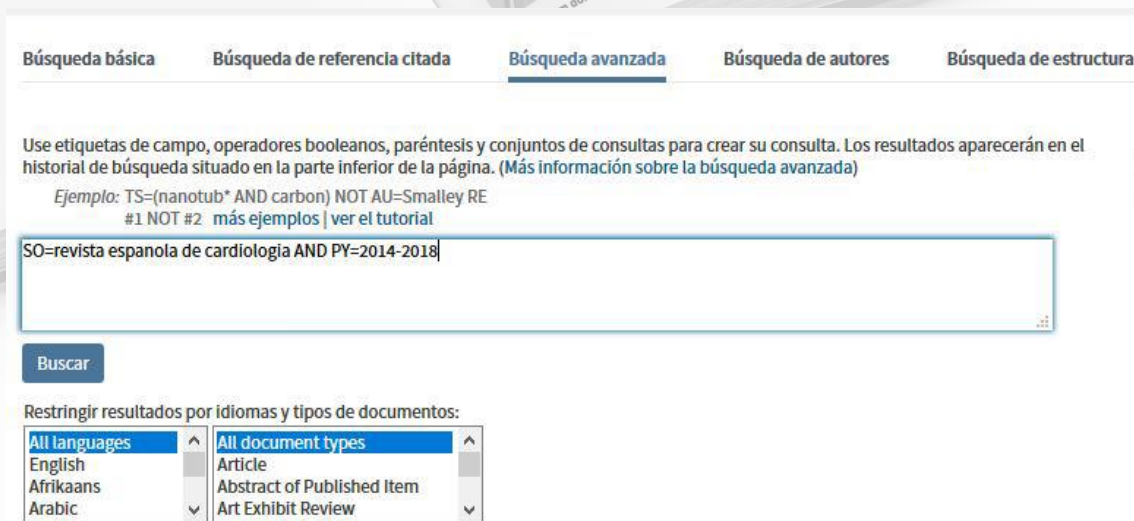 Búsqueda básica Búsqueda de referencia citada Búsqueda avanzada Búsqueda de autores Búsqueda de estructura
Use etiquetas de campo, operadores booleanos, paréntesis y conjuntos de consultas para crear su consulta. Los resultados aparecerán en el
historial de búsqueda situado en la parte inferior de la página. (Más información sobre la búsqueda avanzada)
Ejemplo: TS=(nanotub* AND carbon) NOT AU=Smalley RE
#1 NOT #2 más ejemplos | ver el tutorial
SO=revista espanola de cardiologia AND PY=2014-2018
Buscar
Restringir resultados por idiomas y tipos de documentos:
All languages All document types
English Article
Afrikaans Abstract of Published Item
Arabic Art Exhibit Review